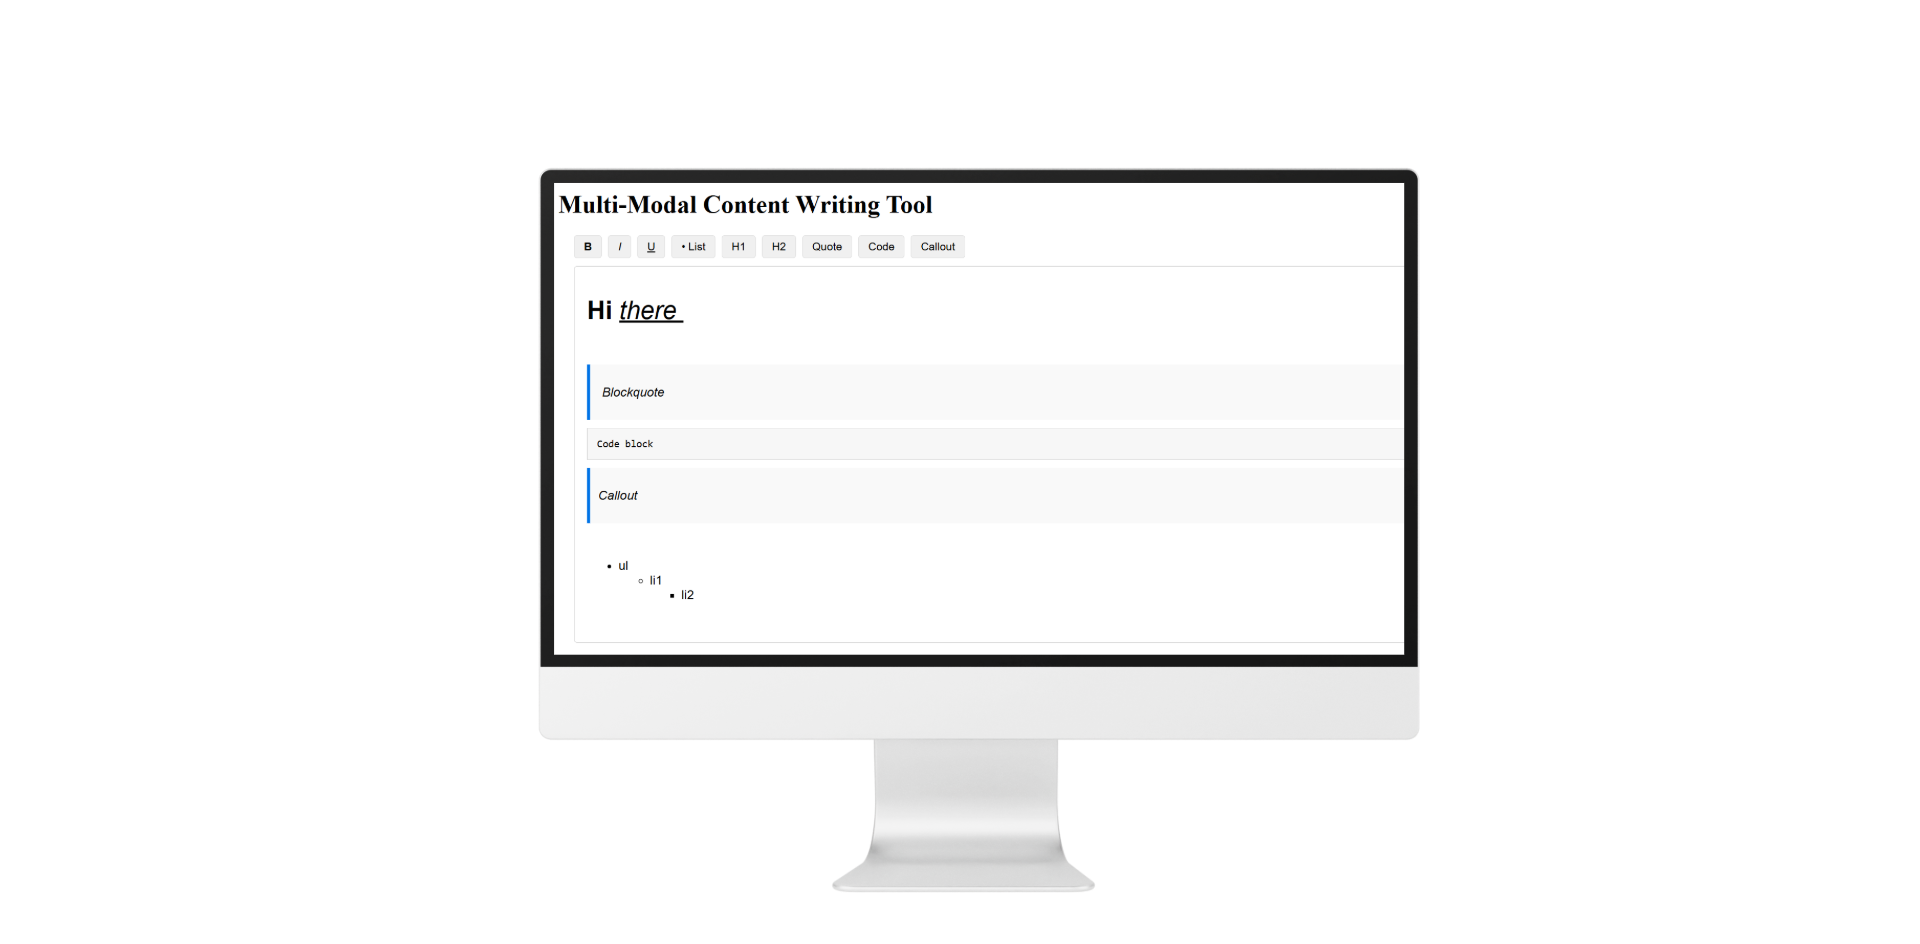 Multi-Modal Content Writing Tool
B I U • List H1 H2 Quote Code Callout
Hi there
Blockquote
Code block
Callout
• ul
◦ li1
▪ li2